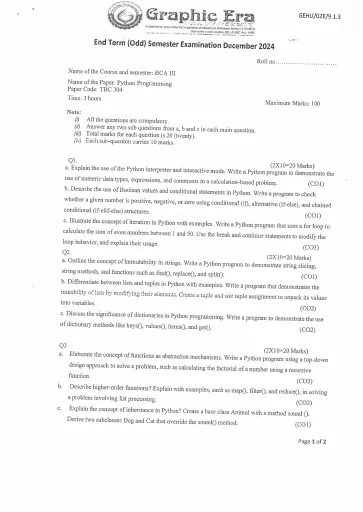 Graphic Era
GEHU/02E/9.1.3
End Term (Odd) Semester Examination December 2024
Roll no.............................
Name of the Course and semester: BCA III
Name of the Paper: Python Programming
Paper Code: TBC 304
Time: 3 hours
Maximum Marks: 100
Note:
(i) All the questions are compulsory.
(ii) Answer any two sub questions from a, b and c in each main question.
(iii) Total marks for each question is 20 (twenty).
(iv) Each sub-question carries 10 marks.
Q1.
(2X10=20 Marks)
a. Explain the use of the Python interpreter and interactive mode. Write a Python program to demonstrate the
use of numeric data types, expressions, and comments in a calculation-based problem. (CO1)
b. Describe the use of Boolean values and conditional statements in Python. Write a program to check
whether a given number is positive, negative, or zero using conditional (if), alternative (if-else), and chained
conditional (if-elif-else) structures. (CO1)
c. Illustrate the concept of iteration in Python with examples. Write a Python program that uses a for loop to
calculate the sum of even numbers between 1 and 50. Use the break and continue statements to modify the
loop behavior, and explain their usage. (CO1)
Q2.
(2X10=20 Marks)
a. Outline the concept of immutability in strings. Write a Python program to demonstrate string slicing,
string methods, and functions such as find(), replace(), and split(). (CO1)
b. Differentiate between lists and tuples in Python with examples. Write a program that demonstrates the
mutability of lists by modifying their elements. Create a tuple and use tuple assignment to unpack its values
into variables. (CO2)
c. Discuss the significance of dictionaries in Python programming. Write a program to demonstrate the use
of dictionary methods like keys(), values(), items(), and get(). (CO2)
Q3.
(2X10=20 Marks)
a. Elaborate the concept of functions as abstraction mechanisms. Write a Python program using a top-down
design approach to solve a problem, such as calculating the factorial of a number using a recursive
function. (CO2)
b. Describe higher-order functions? Explain with examples, such as map(), filter(), and reduce(), in solving
a problem involving list processing. (CO2)
c. Explain the concept of inheritance in Python? Create a base class Animal with a method sound ().
Derive two subclasses: Dog and Cat that override the sound() method. (CO1)
Page 1 of 2